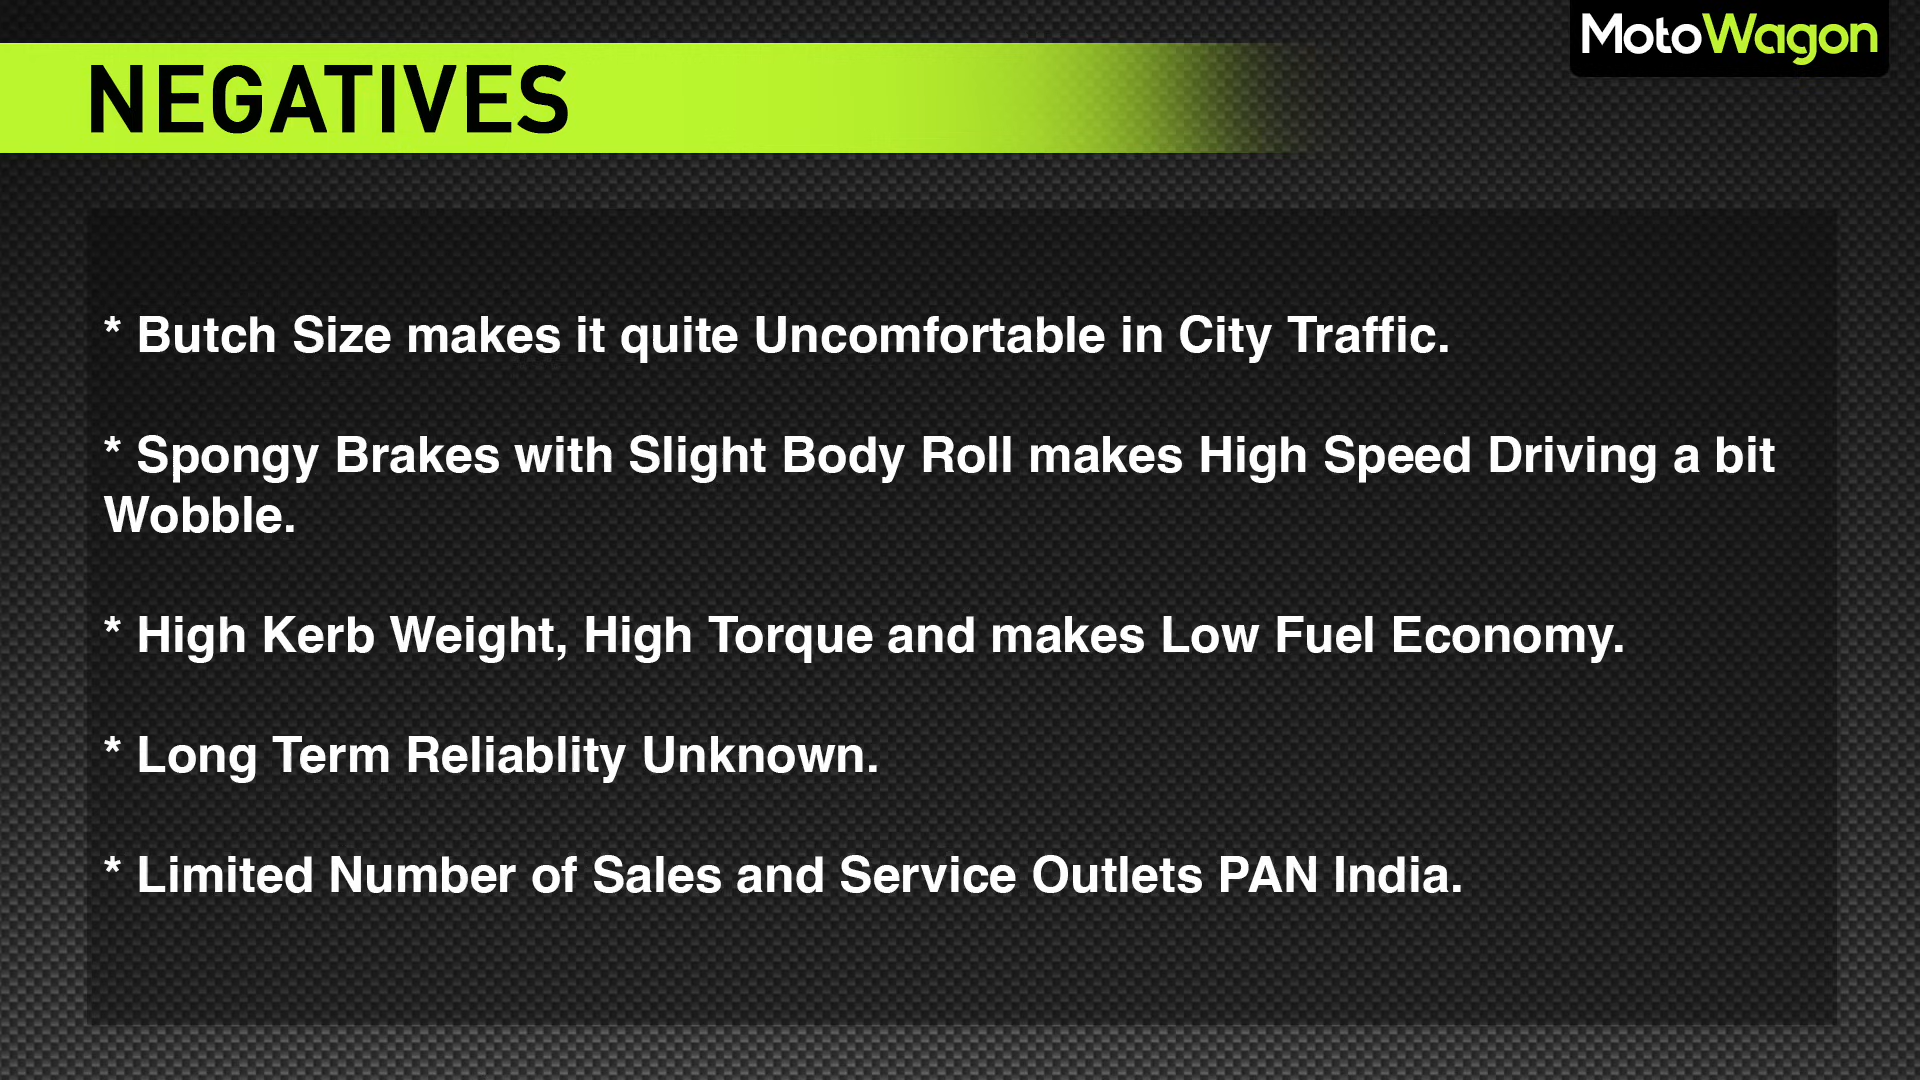 MotoWagon
NEGATIVES
* Butch Size makes it quite Uncomfortable in City Traffic.
* Spongy Brakes with Slight Body Roll makes High Speed Driving a bit
Wobble.
* High Kerb Weight, High Torque and makes Low Fuel Economy.
* Long Term Reliablity Unknown.
* Limited Number of Sales and Service Outlets PAN India.